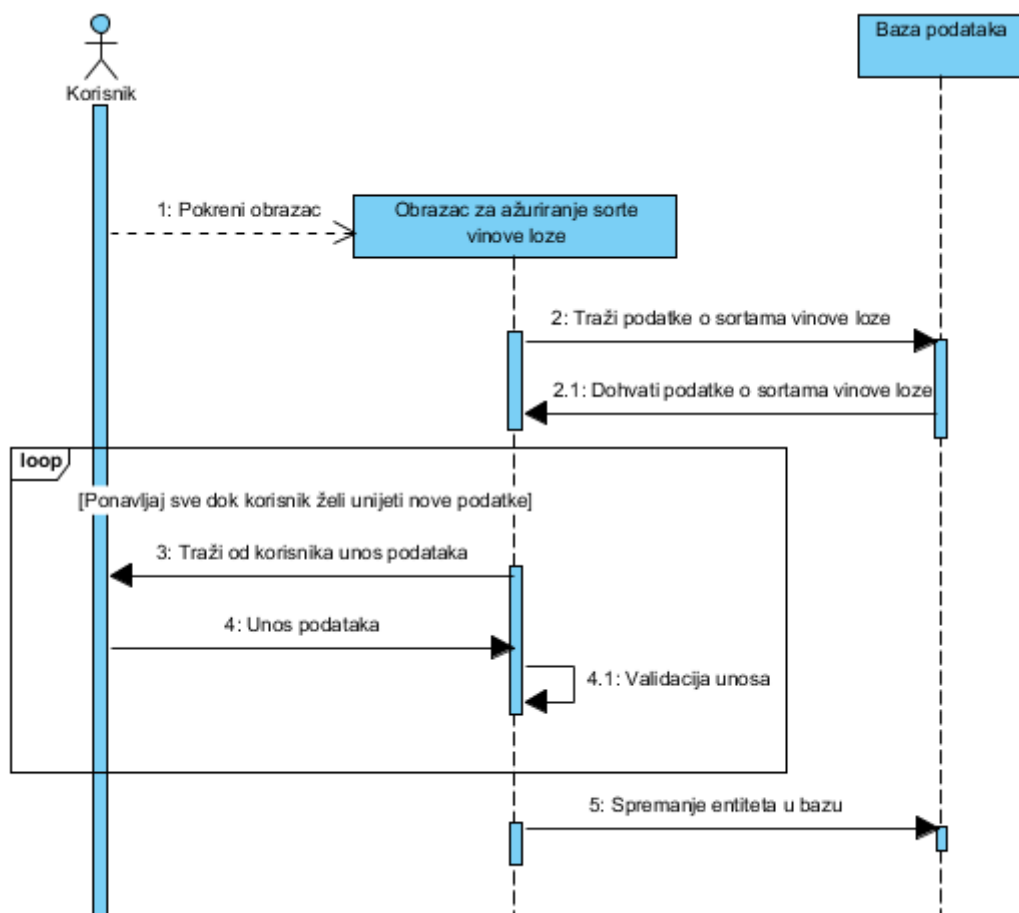 Baza podataka
Korisnik
1: Pokreni obrazac
Obrazac za ažuriranje sorte
vinove loze
2: Traži podatke o sortama vinove loze
2.1: Dohvati podatke o sortama vinove loze
loop
[Ponavljaj sve dok korisnik želi unijeti nove podatke]
3: Traži od korisnika unos podataka
4: Unos podataka
4.1: Validacija unosa
5: Spremanje entiteta u bazu